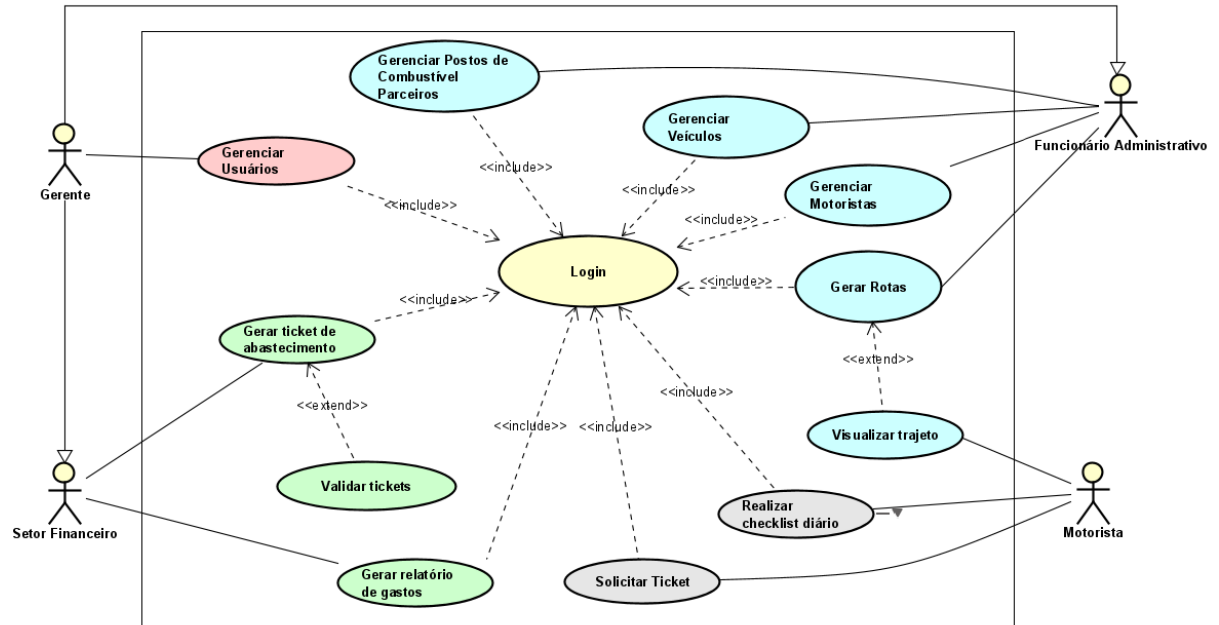 Gerenciar Postos de
Combustível
Parceiros
Gerenciar
Veículos
Funcionário Administrativo
Gerenciar
Usuários
Gerente
<<include>>
<<include>>
Gerenciar
Motoristas
<<include>>
<<include>>
Login
<<include>>
Gerar Rotas
<<include>>
Gerar ticket de
abastecimento
<<extend>>
<<include>>
<<extend>>
<<include>>
<<include>>
Visualizar trajeto
Validar tickets
Realizar
checklist diário
Setor Financeiro
Motorista
Gerar relatório
de gastos
Solicitar Ticket